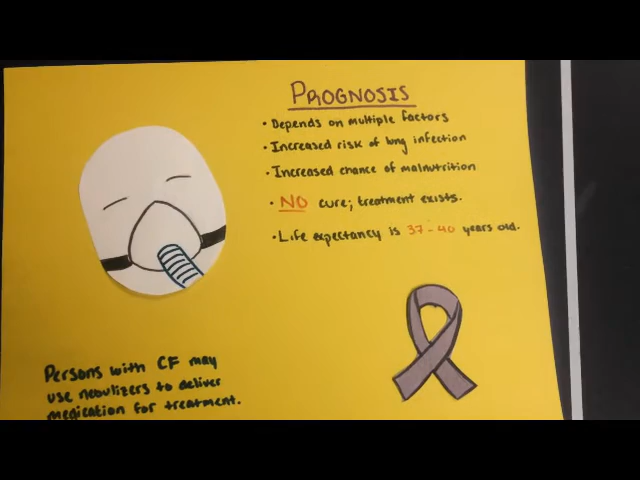 PROGNOSIS
• Depends on multiple factors
• Increased risk of lung infection
• Increased chance of malnutrition
• NO cure; treatment exists.
• Life expectancy is 37-40 years old.
Persons with CF may
use nebulizers to deliver
medication for treatment.